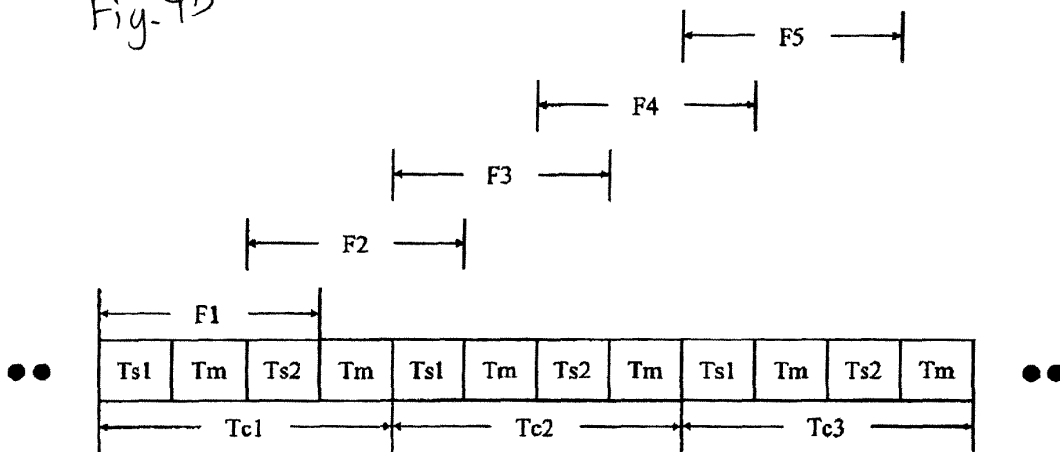 Fig. 9B
F5
F4
F3
F2
F1
Ts1 Tm Ts2 Tm Ts1 Tm Ts2 Tm Ts1 Tm Ts2 Tm
Tc1 Tc2 Tc3